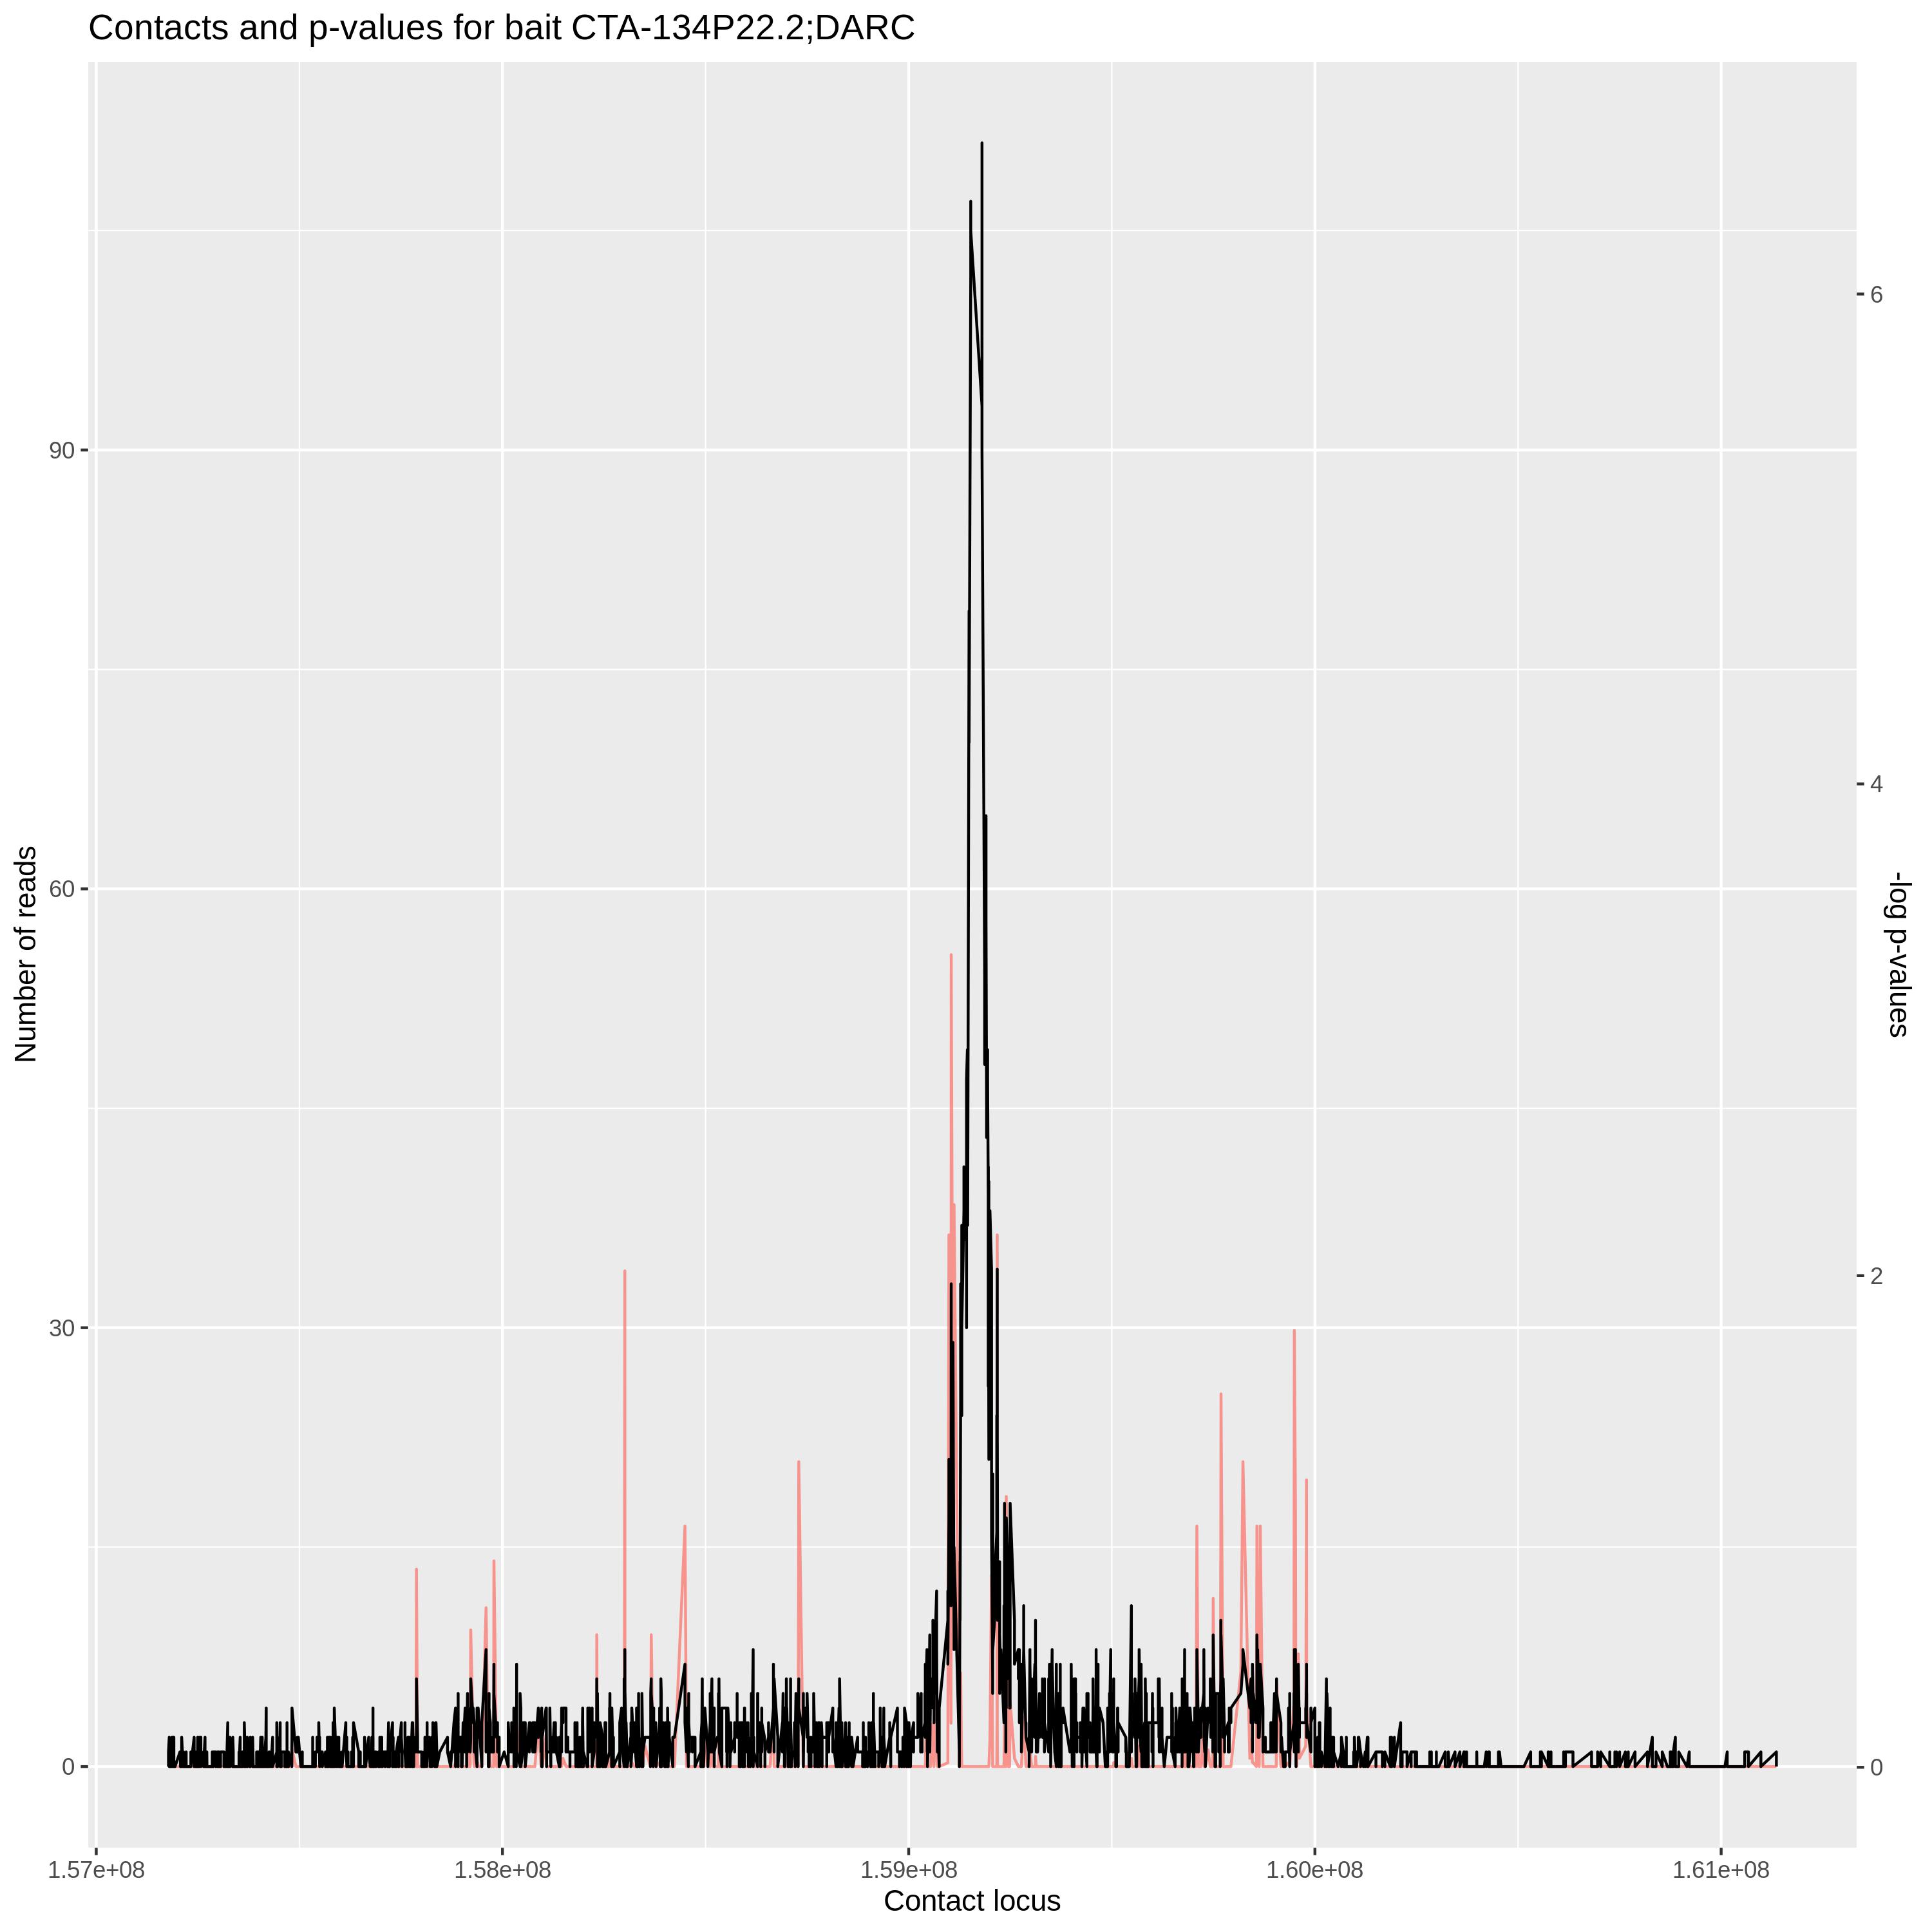 Contacts and p-values for bait CTA-134P22.2;DARC
Number of reads
90
60
30
0
6
4
2
0
-log p-values
1.57e+08 1.58e+08 1.59e+08 1.60e+08 1.61e+08
Contact locus